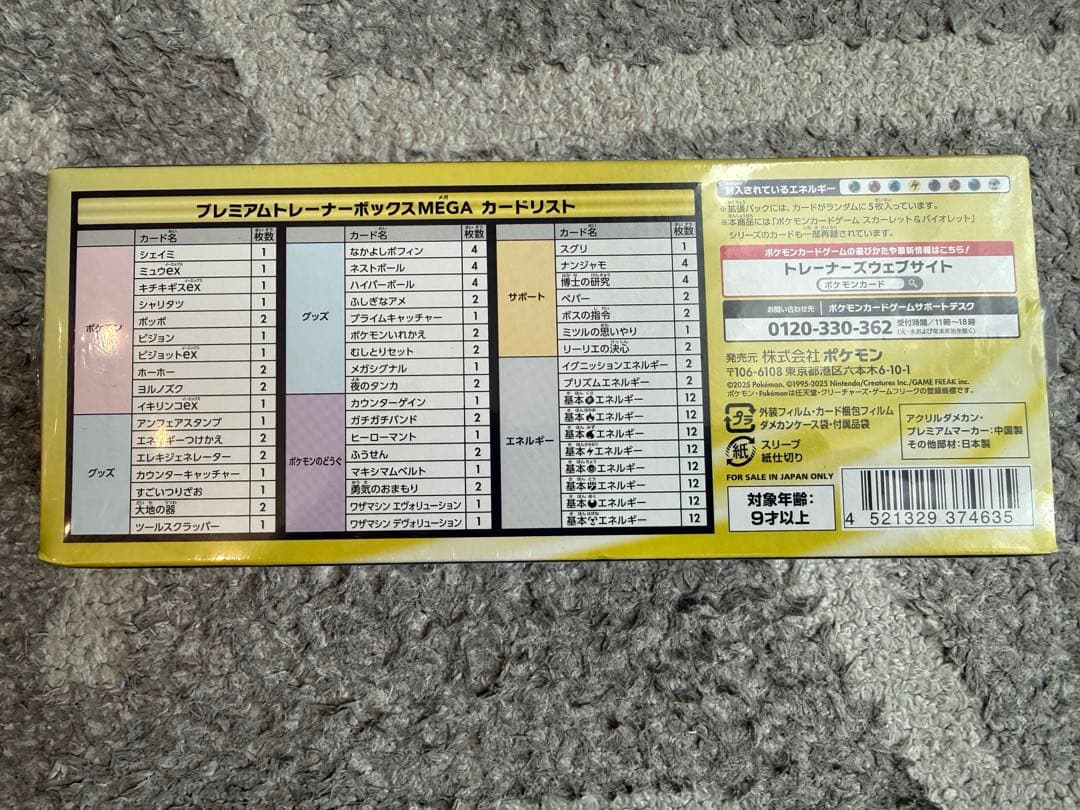 プレミアムトレーナーボックスMEGA カードリスト
カード名 枚数
ポケモン
シェイミ 1
ミュウex 1
キチキギスex 1
シャリタツ 1
ポッポ 2
ピジョン 1
ピジョットex 1
ホーホー 2
ヨルノズク 2
イキリンコex 1
グッズ
アンフェアスタンプ 1
エネルギーつけかえ 2
エレキジェネレーター 2
カウンターキャッチャー 1
すごいつりざお 1
大地の器 2
ツールスクラッパー 1
カード名 枚数
グッズ
なかよしポフィン 4
ネストボール 4
ハイパーボール 4
ふしぎなアメ 2
プライムキャッチャー 1
ポケモンいれかえ 2
むしとりセット 2
メガシグナル 1
夜のタンカ 2
ポケモンのどうぐ
カウンターゲイン 1
ガチガチバンド 2
ヒーローマント 1
ふうせん 2
マキシマムベルト 1
勇気のおまもり 2
ワザマシン エヴォリューション 1
ワザマシン デヴォリューション 1
カード名 枚数
サポート
スグリ 1
ナンジャモ 4
博士の研究 4
ペパー 2
ボスの指令 2
ミツルの思いやり 1
リーリエの決心 2
エネルギー
イグニッションエネルギー 2
プリズムエネルギー 2
基本エネルギー 12
基本エネルギー 12
基本エネルギー 12
基本エネルギー 12
基本エネルギー 12
基本エネルギー 12
基本エネルギー 12
基本エネルギー 12
封入されているエネルギー
※拡張パックには、カードがランダムに5枚入っています。
※本商品には「ポケモンカードゲーム スカーレット&バイオレット」
シリーズのカードも一部再録されています。
ポケモンカードゲームの遊びかたや最新情報はこちら!
トレーナーズウェブサイト
ポケモンカード
お問い合わせ先 ポケモンカードゲームサポートデスク
0120-330-362 受付時間/11時~18時
(火・水および年末年始を除く)
発売元 株式会社ポケモン
〒106-6108 東京都港区六本木6-10-1
©2025 Pokémon. ©1995-2025 Nintendo/Creatures Inc./GAME FREAK inc.
ポケモン・Pokémonは任天堂・クリーチャーズ・ゲームフリークの登録商標です。
プラ
外装フィルム・カード梱包フィルム
ダメカンケース袋・付属品袋
紙
スリーブ
紙仕切り
アクリルダメカン・
プレミアムマーカー:中国製
その他部材:日本製
FOR SALE IN JAPAN ONLY
対象年齢:
9才以上
4 521329 374635